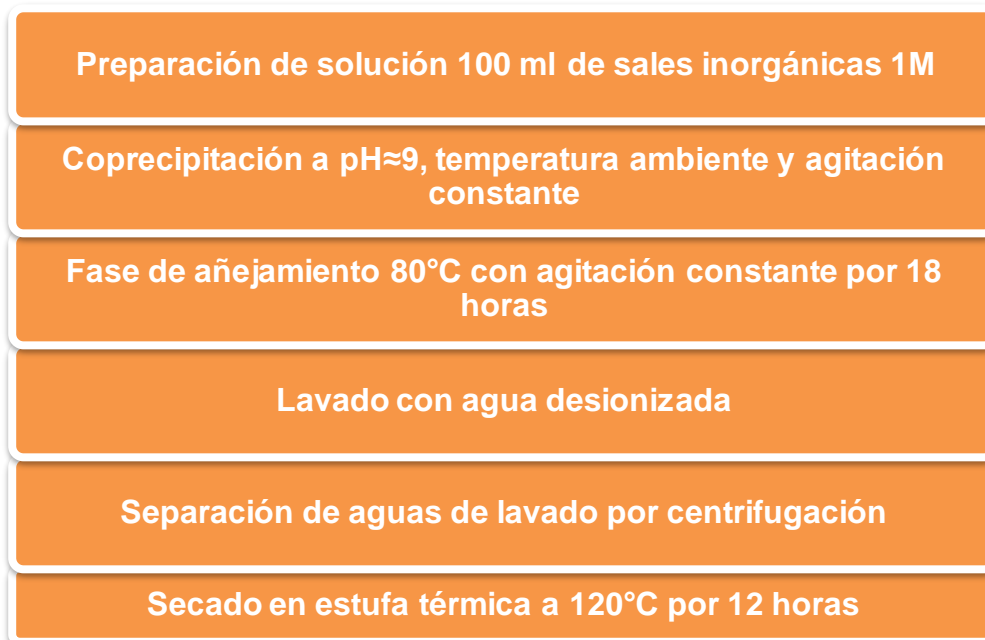 Preparación de solución 100 ml de sales inorgánicas 1M
Coprecipitación a pH≈9, temperatura ambiente y agitación
constante
Fase de añejamiento 80°C con agitación constante por 18
horas
Lavado con agua desionizada
Separación de aguas de lavado por centrifugación
Secado en estufa térmica a 120°C por 12 horas